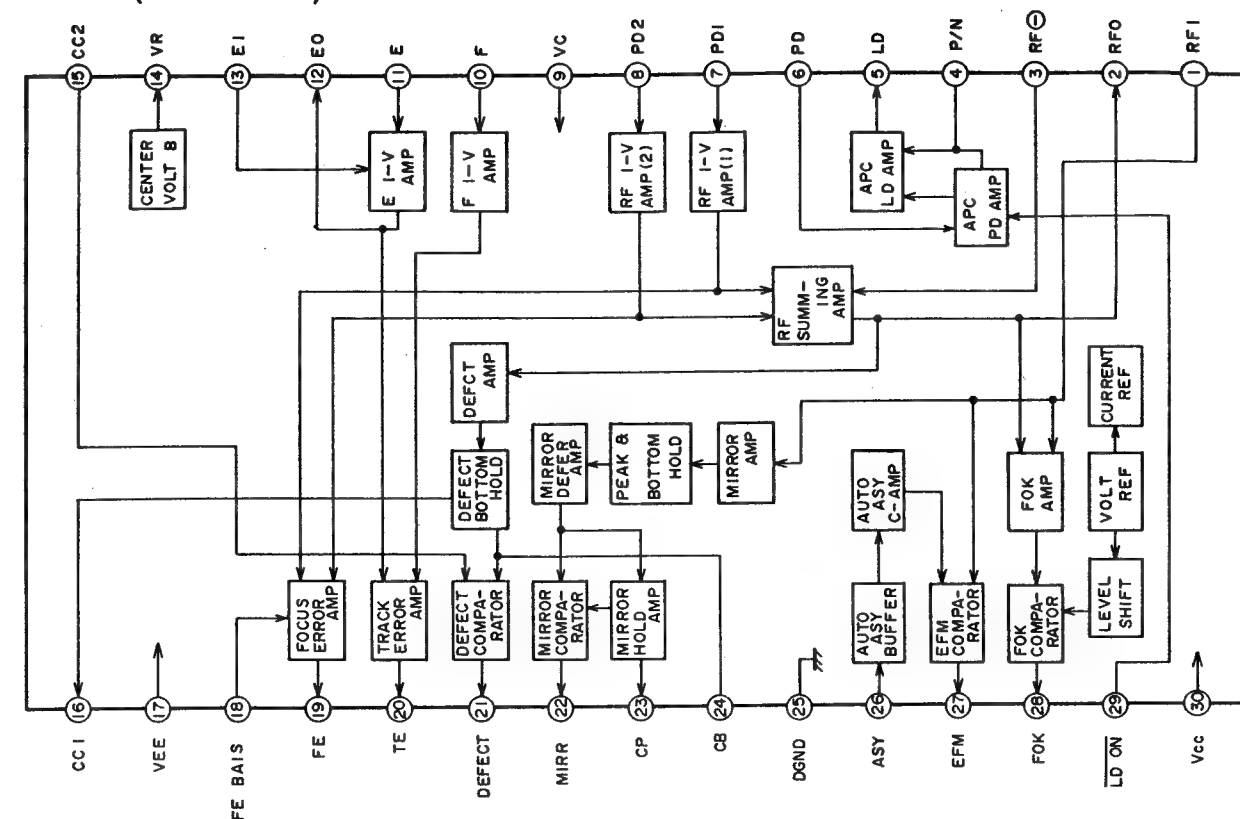 CC2
VR
E1
EO
E
F
VC
PD2
PD1
PD
LD
P/N
RF⊖
RFO
RF1
15
14
13
12
11
10
9
8
7
6
5
4
3
2
1
CENTER
VOLT B
E I-V
AMP
F I-V
AMP
RF I-V
AMP(2)
RF I-V
AMP(1)
APC
LD AMP
APC
PD AMP
RF
SUMM-
ING
AMP
DEFCT
AMP
DEFECT
BOTTOM
HOLD
MIRROR
DEFER
AMP
PEAK &
BOTTOM
HOLD
MIRROR
AMP
AUTO
ASY
C-AMP
FOK
AMP
VOLT
REF
CURRENT
REF
FOCUS
ERROR
AMP
TRACK
ERROR
AMP
DEFECT
COMPA-
RATOR
MIRROR
COMPA-
RATOR
MIRROR
HOLD
AMP
AUTO
ASY
BUFFER
EFM
COMPA-
RATOR
FOK
COMPA-
RATOR
LEVEL
SHIFT
16
17
18
19
20
21
22
23
24
25
26
27
28
29
30
CC1
VEE
FE BAIS
FE
TE
DEFECT
MIRR
CP
CB
DGND
ASY
EFM
FOK
LD ON
Vcc